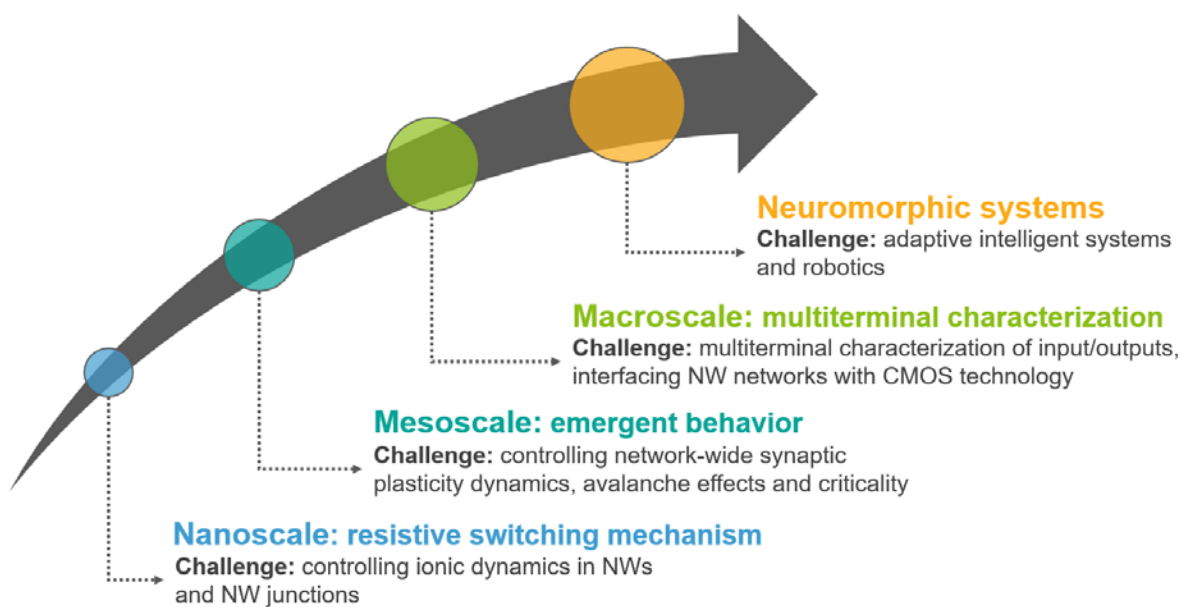 Neuromorphic systems
Challenge: adaptive intelligent systems
and robotics
Macroscale: multiterminal characterization
Challenge: multiterminal characterization of input/outputs,
interfacing NW networks with CMOS technology
Mesoscale: emergent behavior
Challenge: controlling network-wide synaptic
plasticity dynamics, avalanche effects and criticality
Nanoscale: resistive switching mechanism
Challenge: controlling ionic dynamics in NWs
and NW junctions